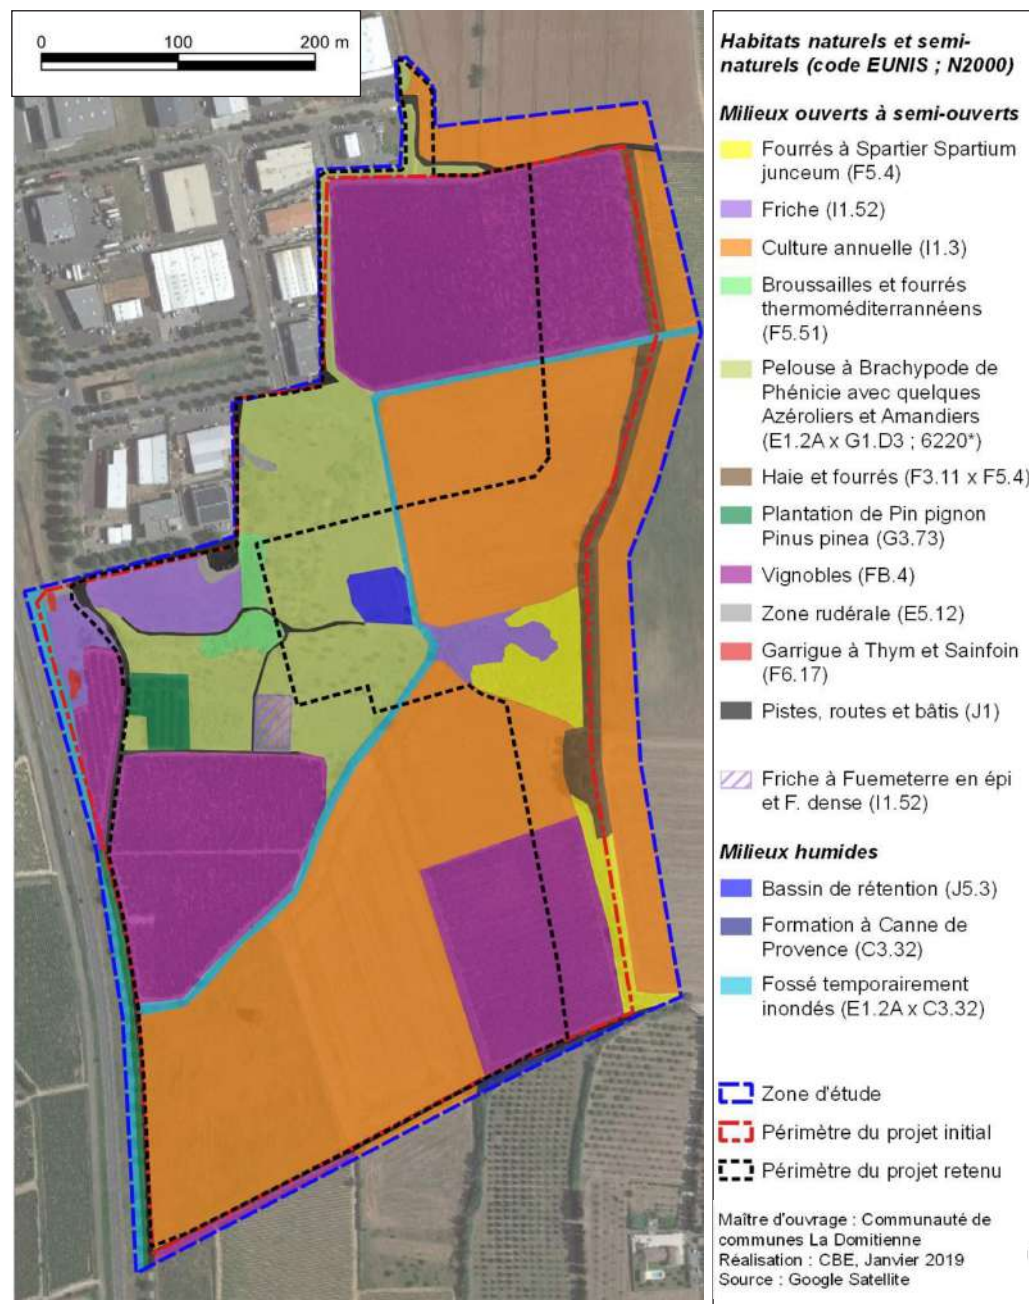 0 100 200 m
Habitats naturels et semi-
naturels (code EUNIS ; N2000)
Milieux ouverts à semi-ouverts
Fourrés à Spartier Spartium
junceum (F5.4)
Friche (I1.52)
Culture annuelle (I1.3)
Broussailles et fourrés
thermoméditerrannéens
(F5.51)
Pelouse à Brachypode de
Phénicie avec quelques
Azéroliers et Amandiers
(E1.2A x G1.D3 ; 6220*)
Haie et fourrés (F3.11 x F5.4)
Plantation de Pin pignon
Pinus pinea (G3.73)
Vignobles (FB.4)
Zone rudérale (E5.12)
Garrigue à Thym et Sainfoin
(F6.17)
Pistes, routes et bâtis (J1)
Friche à Fuemeterre en épi
et F. dense (I1.52)
Milieux humides
Bassin de rétention (J5.3)
Formation à Canne de
Provence (C3.32)
Fossé temporairement
inondés (E1.2A x C3.32)
Zone d'étude
Périmètre du projet initial
Périmètre du projet retenu
Maître d'ouvrage : Communauté de
communes La Domitienne
Réalisation : CBE, Janvier 2019
Source : Google Satellite